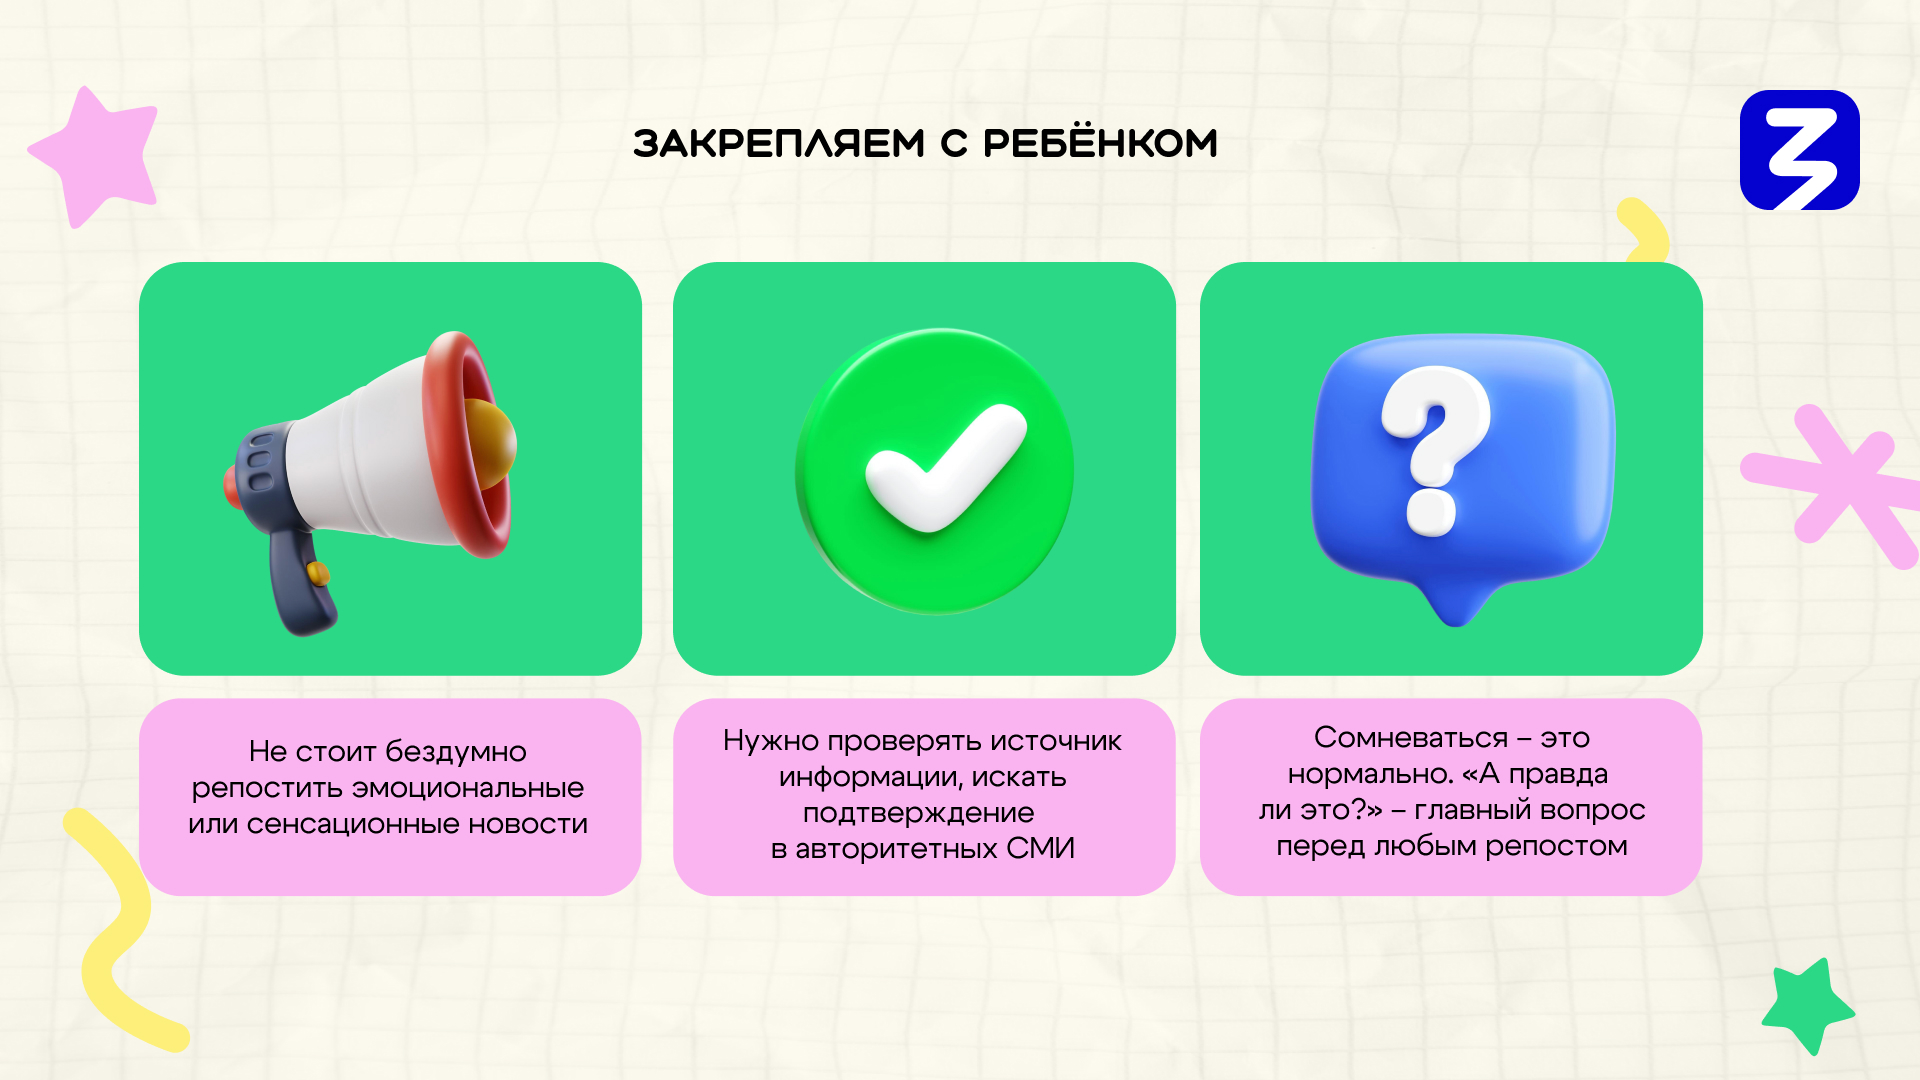 ЗАКРЕПЛЯЕМ С РЕБЁНКОМ
Не стоит бездумно
репостить эмоциональные
или сенсационные новости
Нужно проверять источник
информации, искать
подтверждение
в авторитетных СМИ
Сомневаться – это
нормально. «А правда
ли это?» – главный вопрос
перед любым репостом